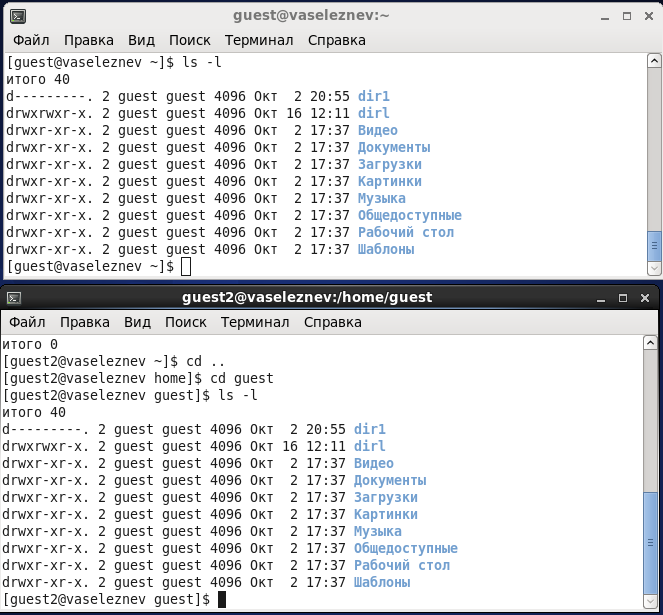 guest@vaseleznev:~
Файл Правка Вид Поиск Терминал Справка
[guest@vaseleznev ~]$ ls -l
итого 40
d---------. 2 guest guest 4096 Окт  2 20:55 dir1
drwxrwxr-x. 2 guest guest 4096 Окт 16 12:11 dirl
drwxr-xr-x. 2 guest guest 4096 Окт  2 17:37 Видео
drwxr-xr-x. 2 guest guest 4096 Окт  2 17:37 Документы
drwxr-xr-x. 2 guest guest 4096 Окт  2 17:37 Загрузки
drwxr-xr-x. 2 guest guest 4096 Окт  2 17:37 Картинки
drwxr-xr-x. 2 guest guest 4096 Окт  2 17:37 Музыка
drwxr-xr-x. 2 guest guest 4096 Окт  2 17:37 Общедоступные
drwxr-xr-x. 2 guest guest 4096 Окт  2 17:37 Рабочий стол
drwxr-xr-x. 2 guest guest 4096 Окт  2 17:37 Шаблоны
[guest@vaseleznev ~]$
guest2@vaseleznev:/home/guest
Файл Правка Вид Поиск Терминал Справка
итого 0
[guest2@vaseleznev ~]$ cd ..
[guest2@vaseleznev home]$ cd guest
[guest2@vaseleznev guest]$ ls -l
итого 40
d---------. 2 guest guest 4096 Окт  2 20:55 dir1
drwxrwxr-x. 2 guest guest 4096 Окт 16 12:11 dirl
drwxr-xr-x. 2 guest guest 4096 Окт  2 17:37 Видео
drwxr-xr-x. 2 guest guest 4096 Окт  2 17:37 Документы
drwxr-xr-x. 2 guest guest 4096 Окт  2 17:37 Загрузки
drwxr-xr-x. 2 guest guest 4096 Окт  2 17:37 Картинки
drwxr-xr-x. 2 guest guest 4096 Окт  2 17:37 Музыка
drwxr-xr-x. 2 guest guest 4096 Окт  2 17:37 Общедоступные
drwxr-xr-x. 2 guest guest 4096 Окт  2 17:37 Рабочий стол
drwxr-xr-x. 2 guest guest 4096 Окт  2 17:37 Шаблоны
[guest2@vaseleznev guest]$